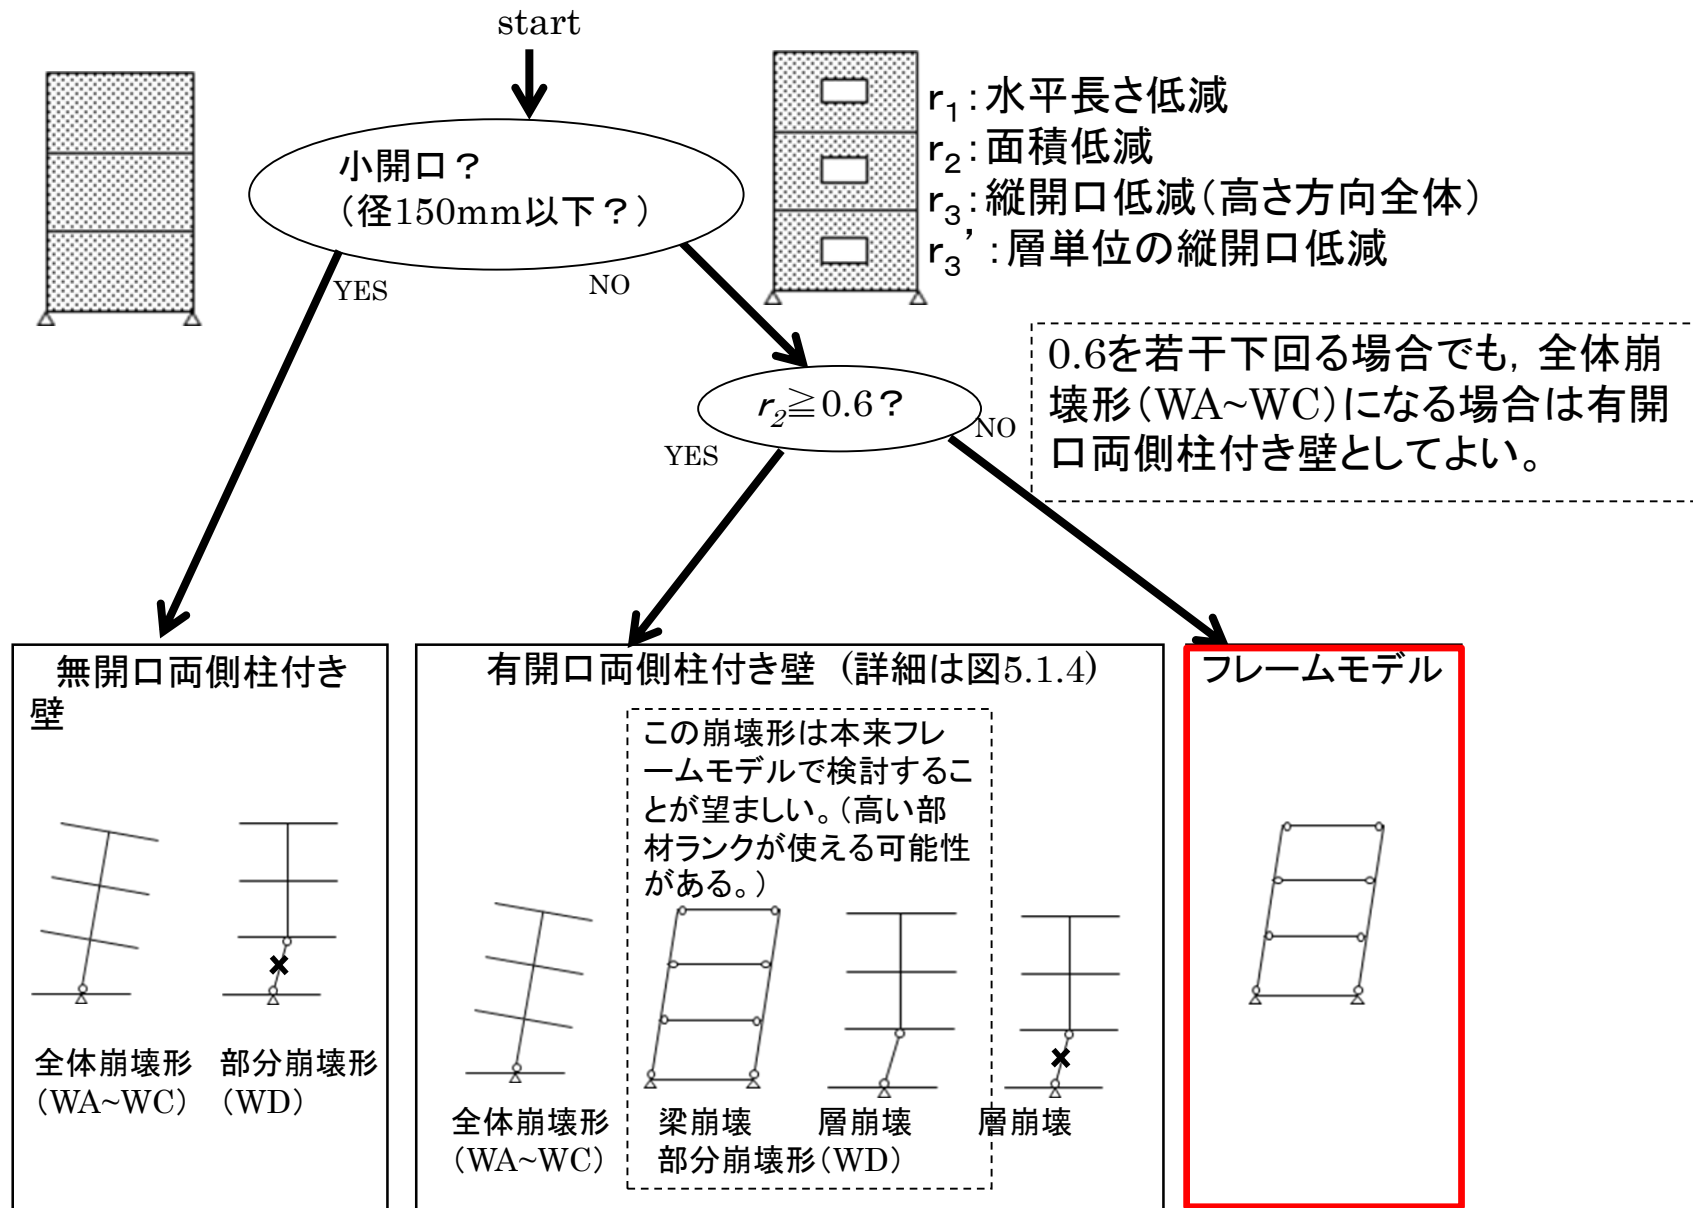 start
小開口？
（径150mm以下？）
YES
NO
r1：水平長さ低減
r2：面積低減
r3：縦開口低減（高さ方向全体）
r3’：層単位の縦開口低減
r2≧0.6？
YES
NO
0.6を若干下回る場合でも，全体崩
壊形（WA~WC）になる場合は有開
口両側柱付き壁としてよい。
無開口両側柱付き
壁
全体崩壊形
（WA~WC）
部分崩壊形
（WD）
有開口両側柱付き壁（詳細は図5.1.4）
この崩壊形は本来フレ
ームモデルで検討するこ
とが望ましい。（高い部
材ランクが使える可能性
がある。）
全体崩壊形
（WA~WC）
梁崩壊
層崩壊
部分崩壊形（WD）
層崩壊
フレームモデル